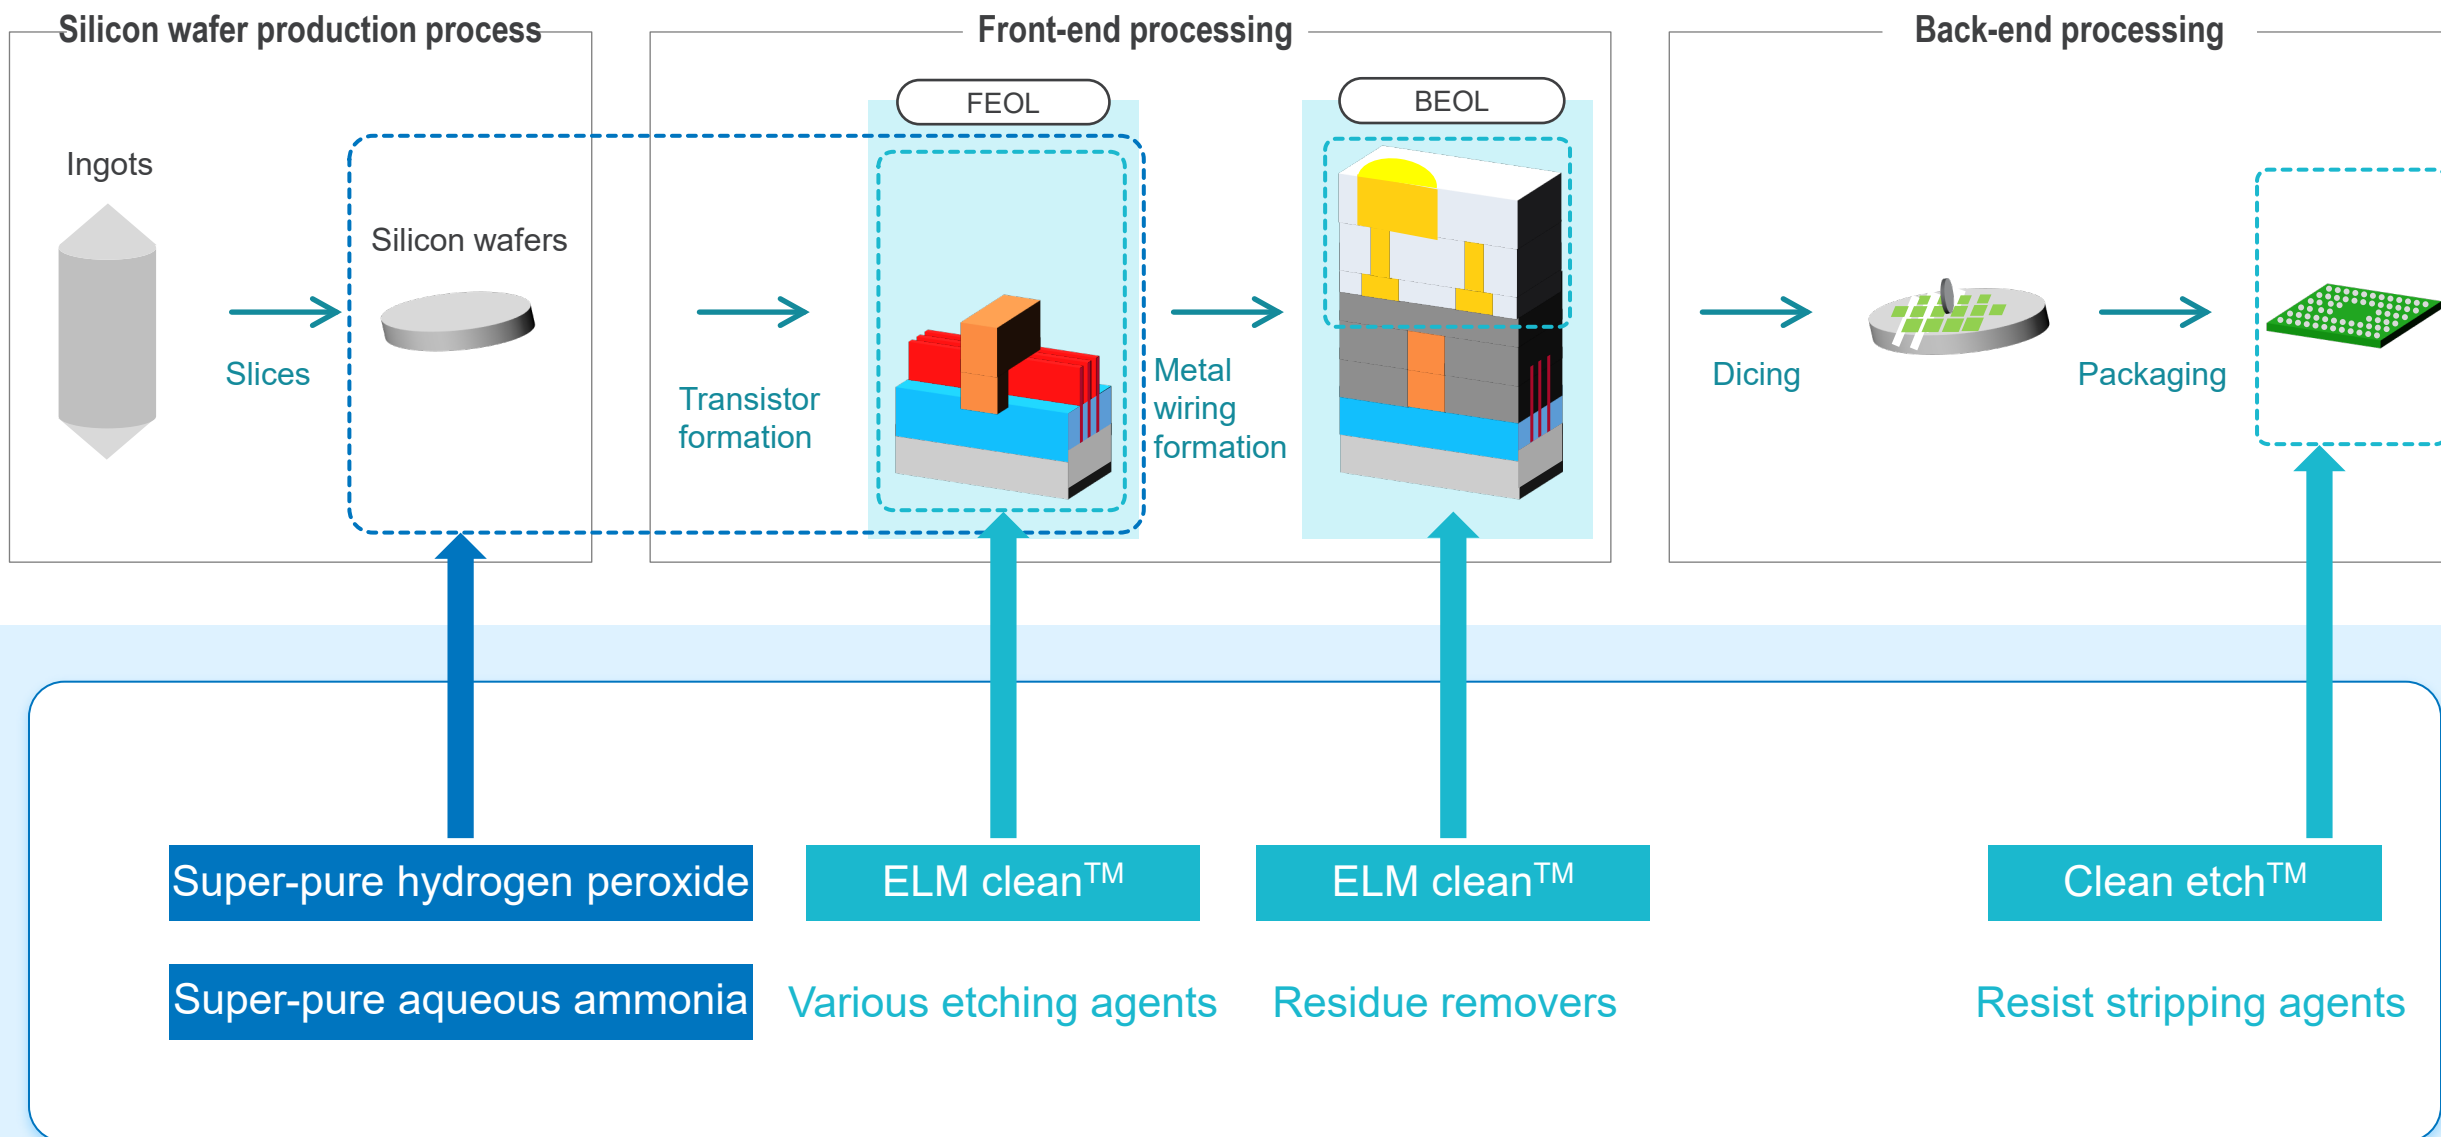 Silicon wafer production process
Front-end processing
Back-end processing
FEOL
BEOL
Ingots
Silicon wafers
Slices
Transistor
formation
Metal
wiring
formation
Dicing
Packaging
Super-pure hydrogen peroxide
ELM clean™
ELM clean™
Clean etch™
Super-pure aqueous ammonia
Various etching agents
Residue removers
Resist stripping agents